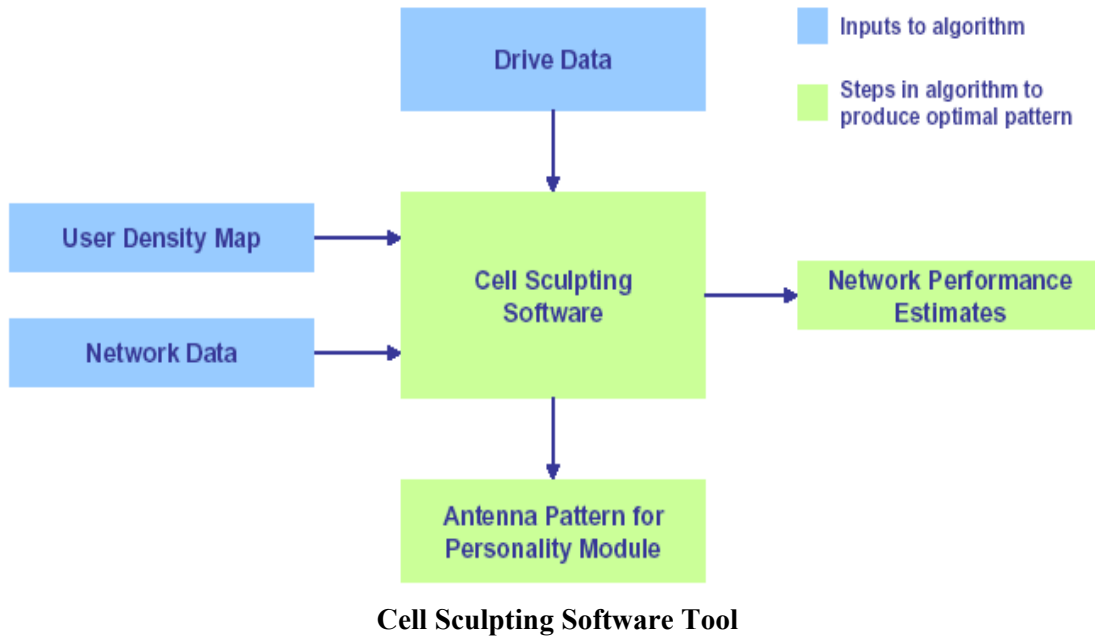 Drive Data
Inputs to algorithm
Steps in algorithm to
produce optimal pattern
User Density Map
Network Data
Cell Sculpting
Software
Network Performance
Estimates
Antenna Pattern for
Personality Module
Cell Sculpting Software Tool